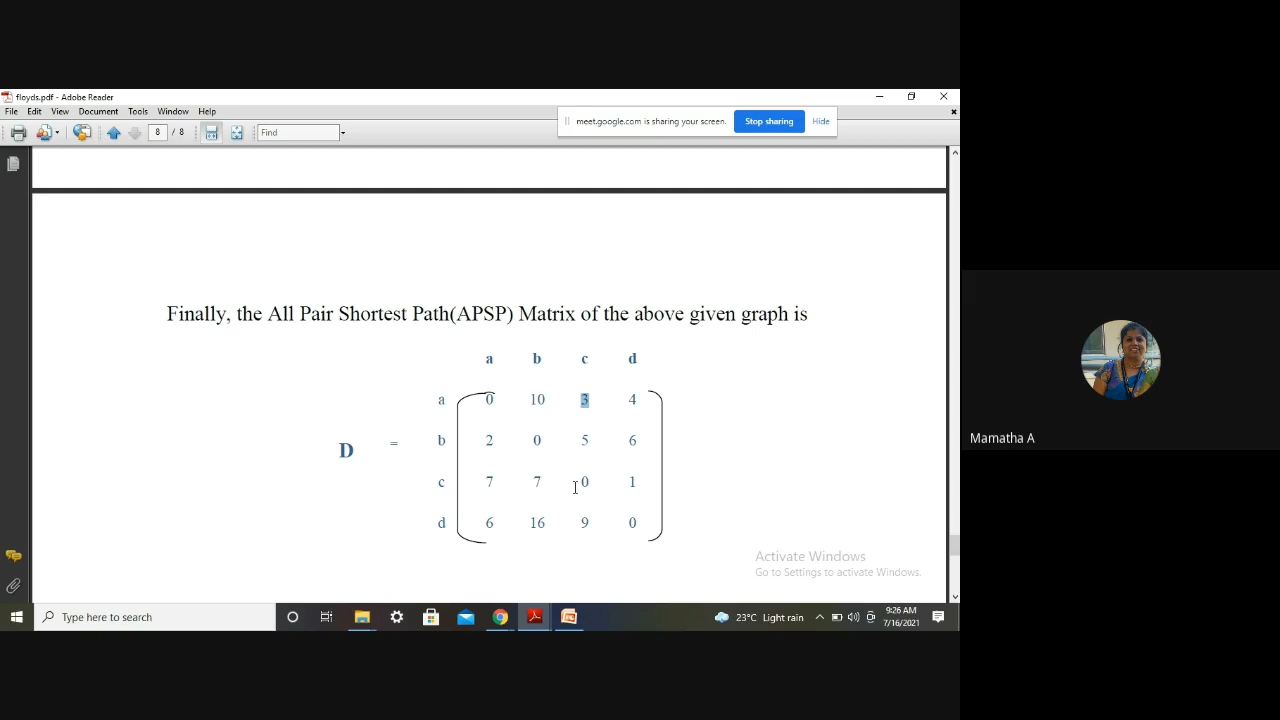 floyds.pdf - Adobe Reader
File Edit View Document Tools Window Help
meet.google.com is sharing your screen. Stop sharing Hide
8 / 8 Find
Finally, the All Pair Shortest Path(APSP) Matrix of the above given graph is
a b c d
a 0 10 3 4
b 2 0 5 6
D = 
c 7 7 0 1
d 6 16 9 0
Mamatha A
Activate Windows
Go to Settings to activate Windows.
Type here to search
23°C Light rain
9:26 AM
7/16/2021